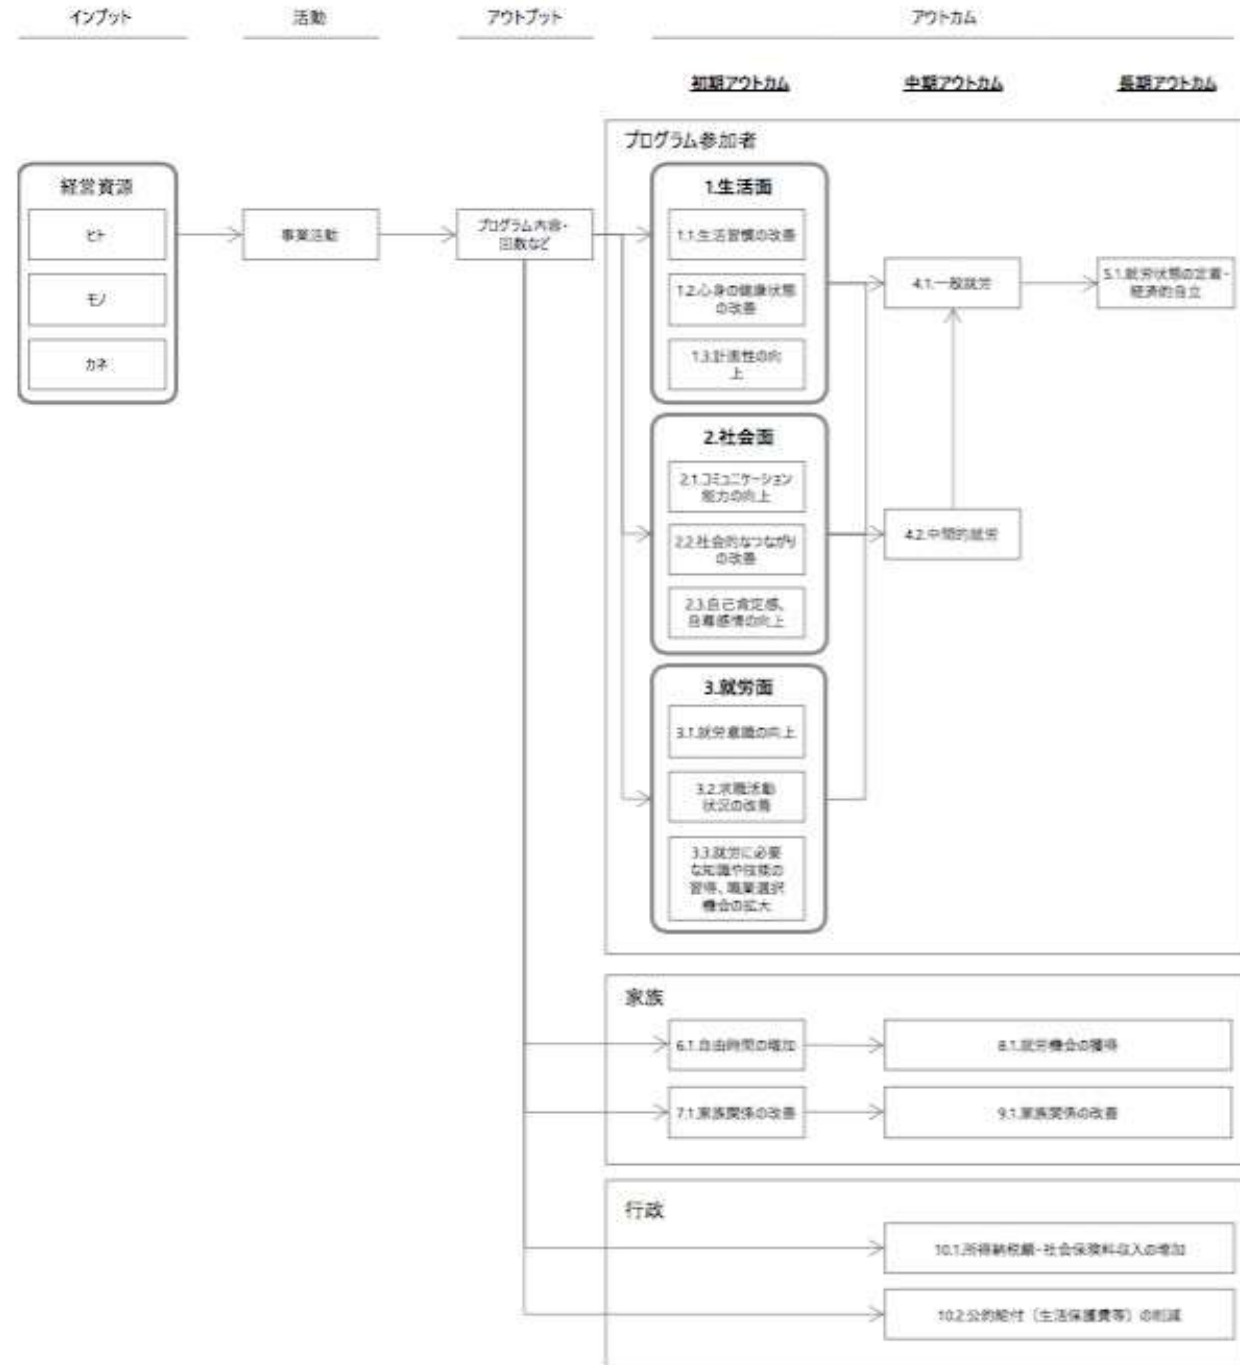 インプット
活動
アウトプット
アウトカム
初期アウトカム
中期アウトカム
長期アウトカム
プログラム参加者
経営資源
ヒト
モノ
カネ
事業活動
プログラム内容・
回数など
1.生活面
1.1.生活習慣の改善
1.2.心身の健康状態
の改善
1.3.計画性の向
上
2.社会面
2.1.コミュニケーション
能力の向上
2.2.社会的なつながり
の改善
2.3.自己肯定感、
自尊感情の向上
3.就労面
3.1.就労意識の向上
3.2.求職活動
状況の改善
3.3.就労に必要
な知識や技能の
習得、職業選択
機会の拡大
4.1.一般就労
4.2.中間的就労
5.1.就労状態の定着・
経済的自立
家族
6.1.自由時間の増加
8.1.就労機会の獲得
7.1.家族関係の改善
9.1.家族関係の改善
行政
10.1.所得納税額・社会保険料収入の増加
10.2.公的給付（生活保護費等）の削減